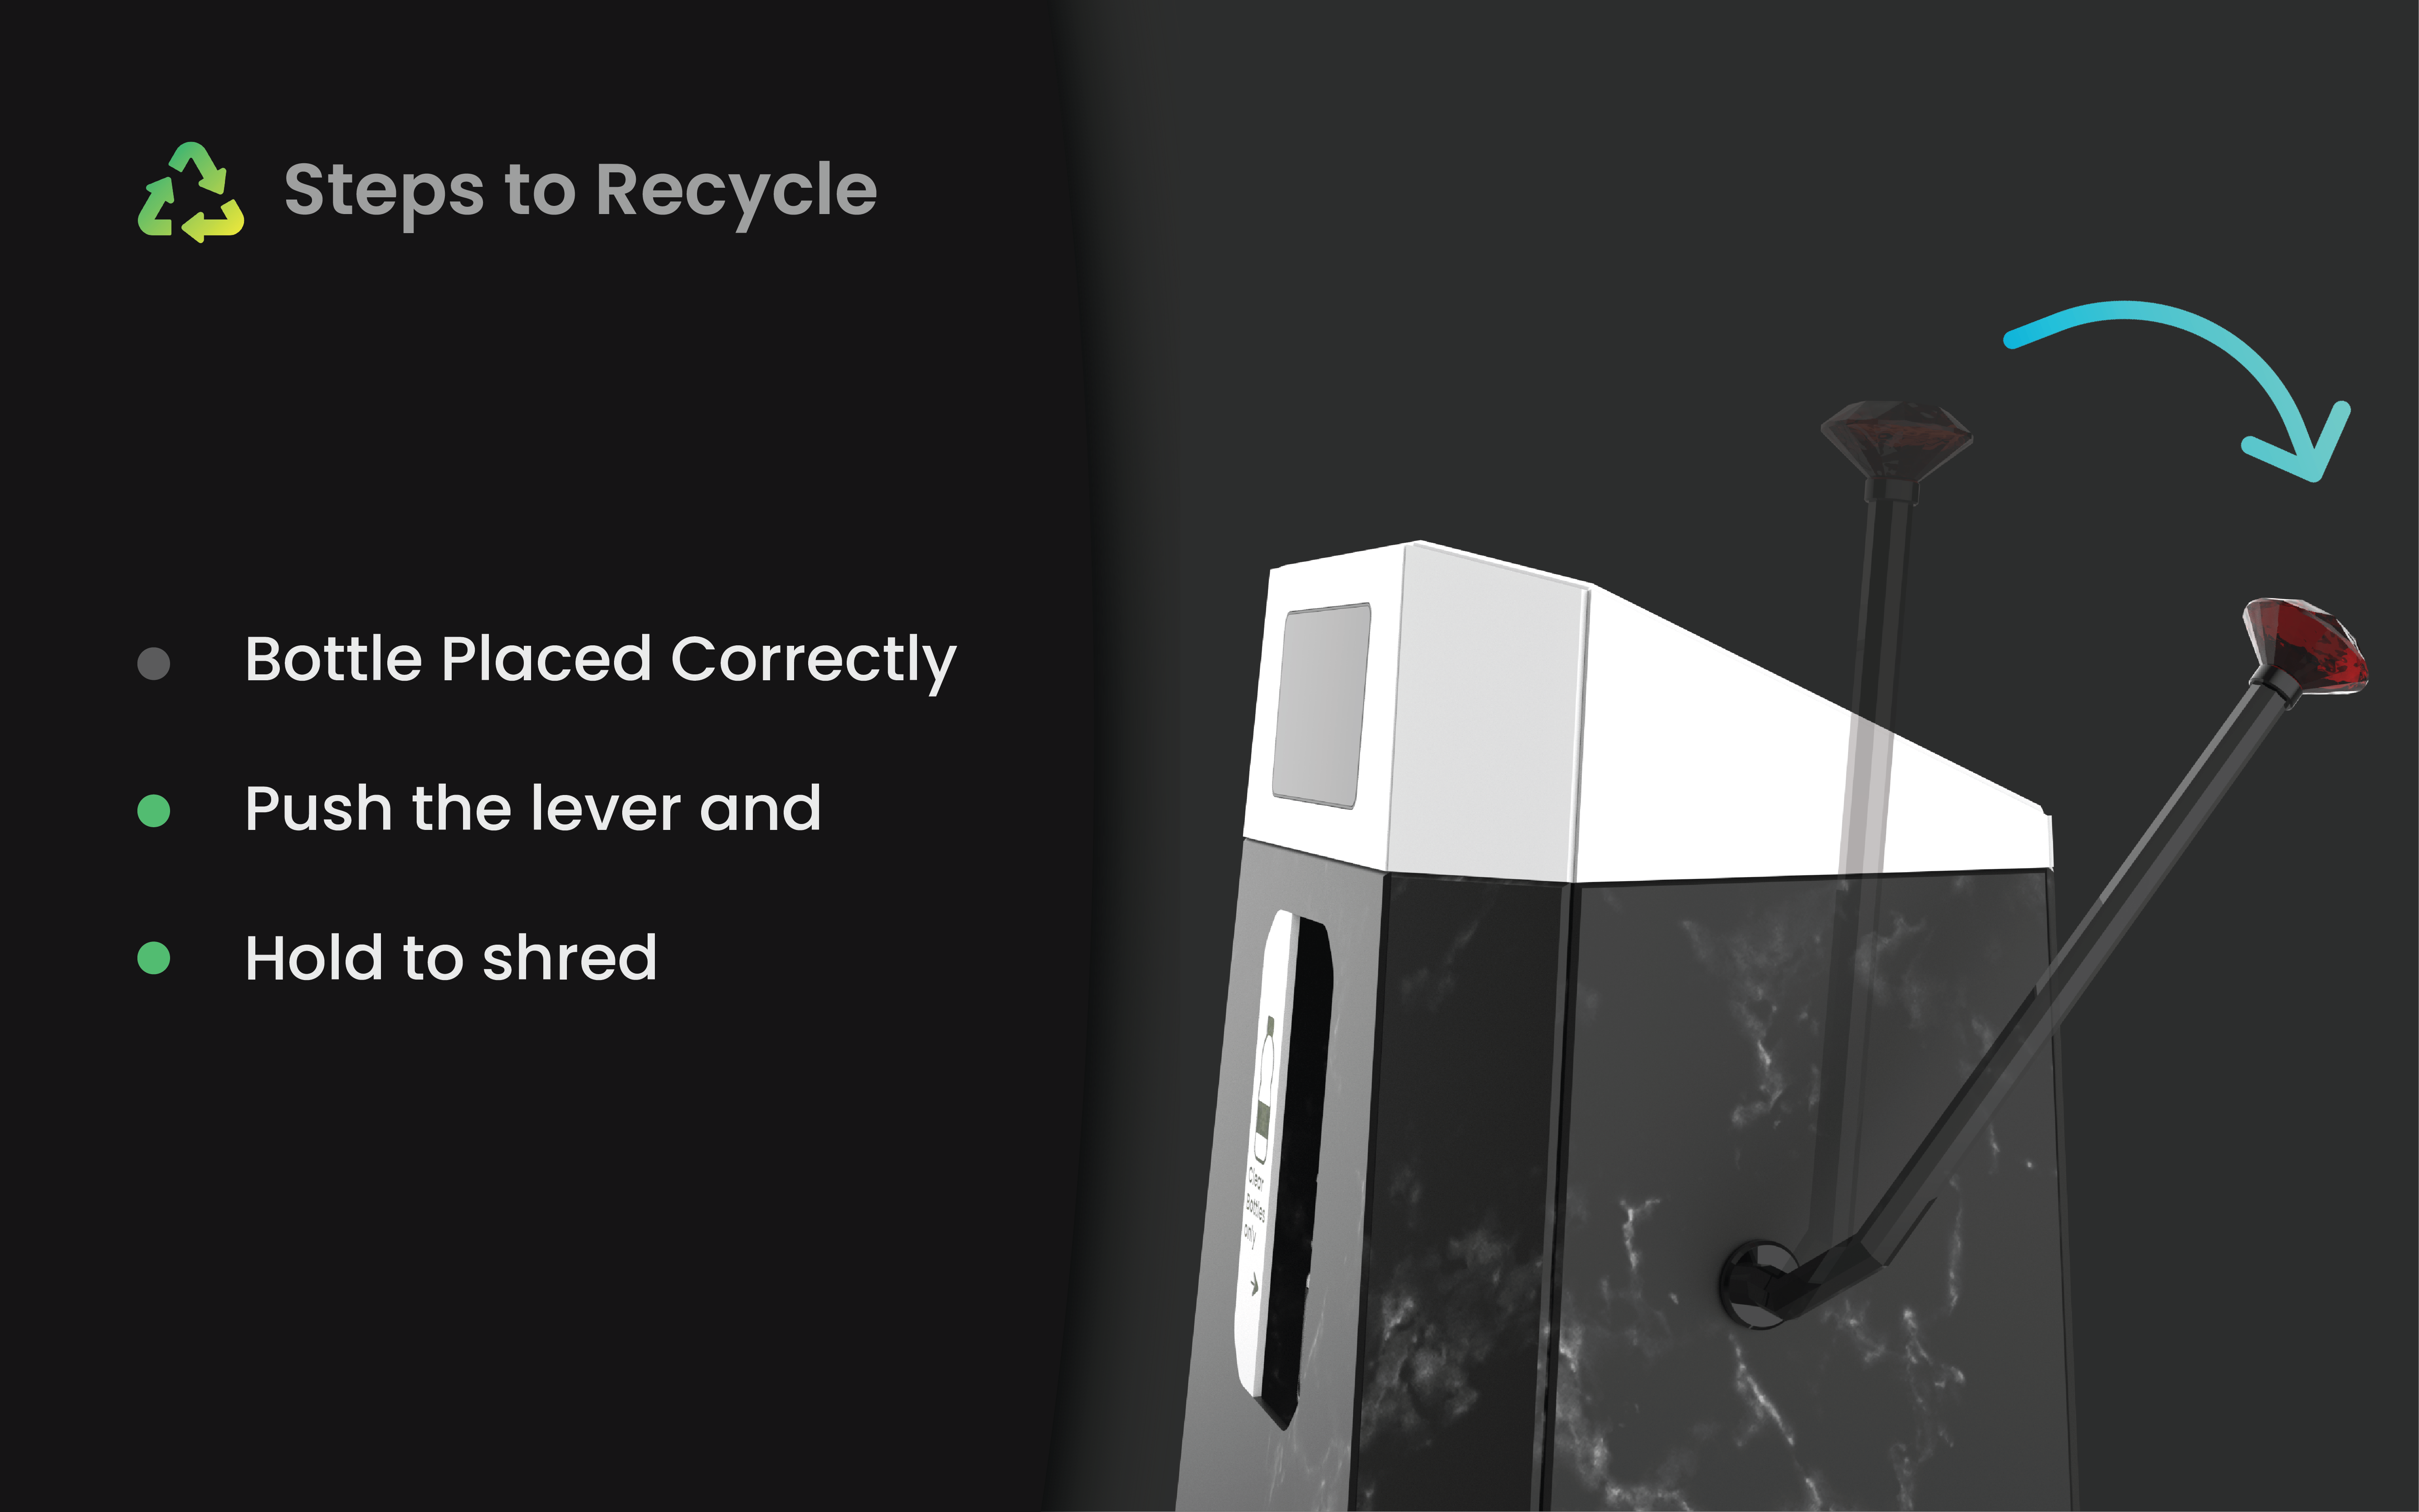 Steps to Recycle
Bottle Placed Correctly
Push the lever and
Hold to shred
Clear
Bottles
only